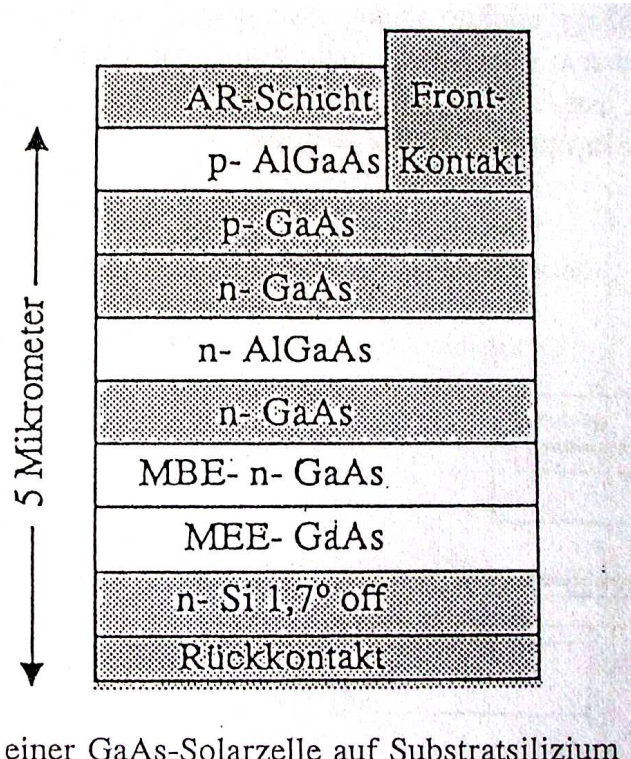 AR-Schicht
Front-
Kontakt
p- AlGaAs
p- GaAs
n- GaAs
n- AlGaAs
n- GaAs
MBE- n- GaAs
MEE- GaAs
n- Si 1,7° off
Rückkontakt
5 Mikrometer
einer GaAs-Solarzelle auf Substratsilizium